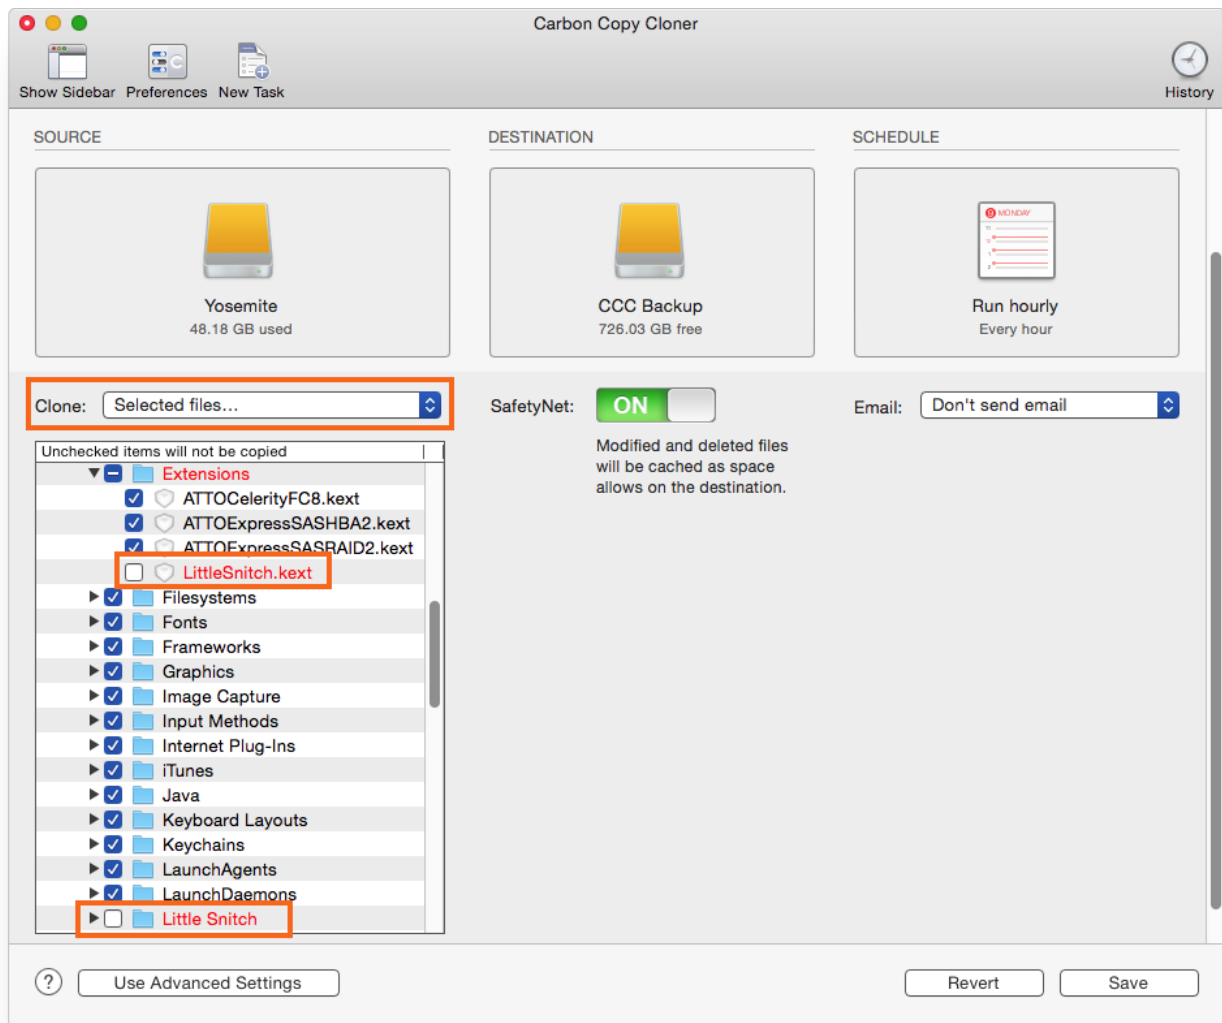 Carbon Copy Cloner
Show Sidebar Preferences New Task
History
SOURCE
DESTINATION
SCHEDULE
MONDAY
Yosemite
48.18 GB used
CCC Backup
726.03 GB free
Run hourly
Every hour
Clone: Selected files...
SafetyNet: ON
Email: Don't send email
Modified and deleted files
will be cached as space
allows on the destination.
Unchecked items will not be copied
Extensions
ATTOCelerityFC8.kext
ATTOExpressSASHBA2.kext
ATTOExpressSASRAID2.kext
LittleSnitch.kext
Filesystems
Fonts
Frameworks
Graphics
Image Capture
Input Methods
Internet Plug-Ins
iTunes
Java
Keyboard Layouts
Keychains
LaunchAgents
LaunchDaemons
Little Snitch
? Use Advanced Settings
Revert
Save